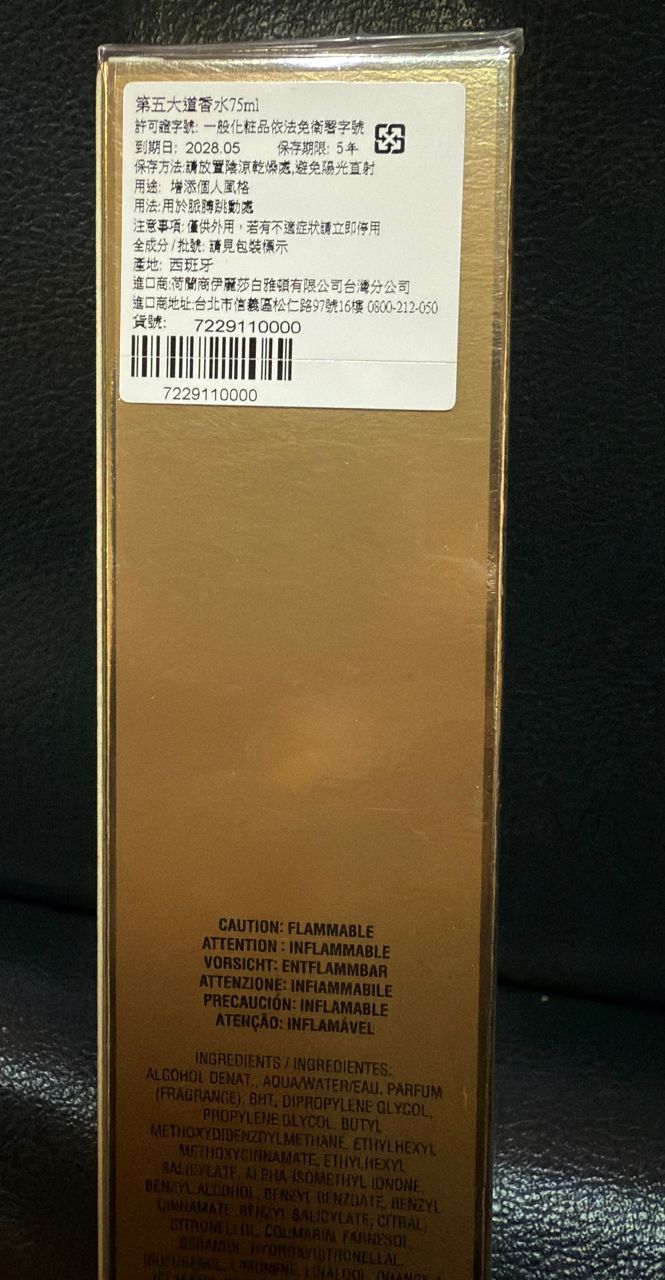 第五大道香水75ml
許可證字號: 一般化粧品依法免衛署字號
到期日: 2028.05 保存期限: 5年
保存方法:請放置陰涼乾燥處,避免陽光直射
用途: 增添個人風格
用法:用於脈膊跳動處
注意事項: 僅供外用，若有不適症狀請立即停用
全成分/批號: 請見包裝標示
產地: 西班牙
進口商:荷蘭商伊麗莎白雅頓有限公司台灣分公司
進口商地址:台北市信義區松仁路97號16樓 0800-212-050
貨號: 7229110000
7229110000
CAUTION: FLAMMABLE
ATTENTION : INFLAMMABLE
VORSICHT: ENTFLAMMBAR
ATTENZIONE: INFIAMMABILE
PRECAUCIÓN: INFLAMABLE
ATENÇÃO: INFLAMÁVEL
INGREDIENTS / INGREDIENTES:
ALCOHOL DENAT., AQUA/WATER/EAU, PARFUM
(FRAGRANCE), BHT, DIPROPYLENE GLYCOL,
PROPYLENE GLYCOL, BUTYL
METHOXYDIBENZOYLMETHANE, ETHYLHEXYL
METHOXYCINNAMATE, ETHYLHEXYL
SALICYLATE, ALPHA-ISOMETHYL IONONE,
BENZYL ALCOHOL, BENZYL BENZOATE, BENZYL
CINNAMATE, BENZYL SALICYLATE, CITRAL,
CITRONELLOL, COUMARIN, FARNESOL,
GERANIOL, HYDROXYCITRONELLAL,
ISOEUGENOL, LIMONENE, LINALOOL,